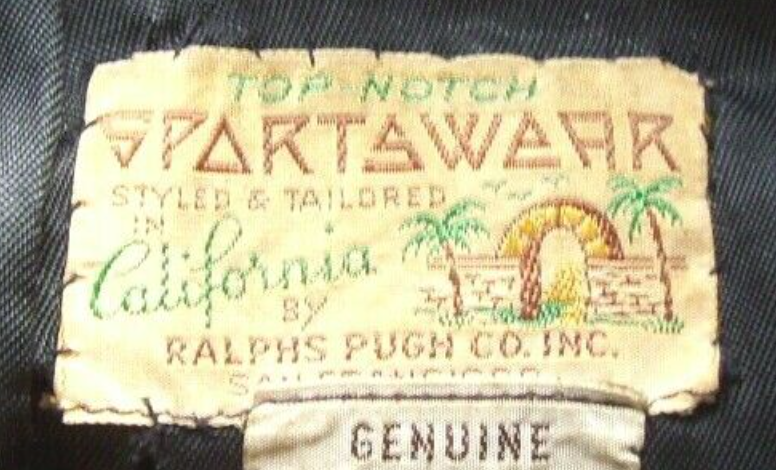 TOP-NOTCH
SPORTSWEAR
STYLED & TAILORED
IN
California
BY
RALPHS PUGH CO. INC.
GENUINE